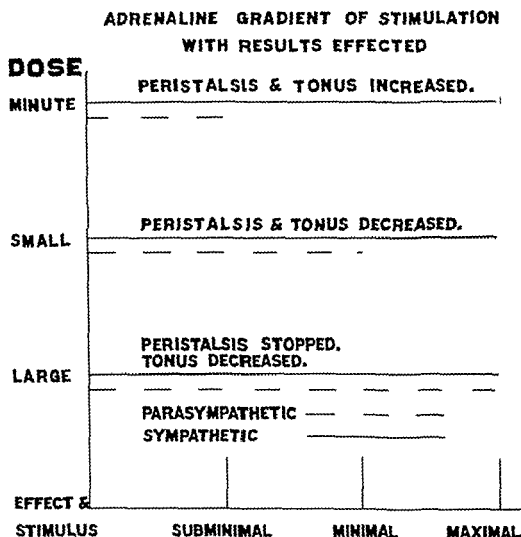 ADRENALINE GRADIENT OF STIMULATION
WITH RESULTS EFFECTED
DOSE
PERISTALSIS & TONUS INCREASED.
MINUTE
PERISTALSIS & TONUS DECREASED.
SMALL
PERISTALSIS STOPPED.
TONUS DECREASED.
LARGE
PARASYMPATHETIC
SYMPATHETIC
EFFECT &
STIMULUS SUBMINIMAL MINIMAL MAXIMAL